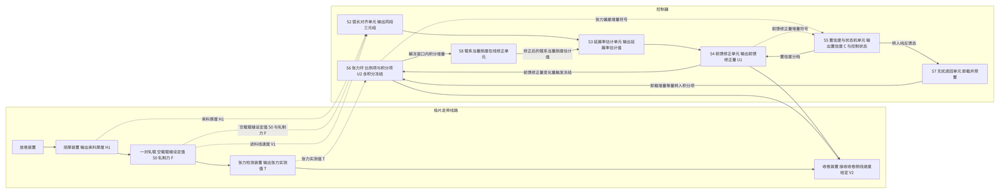 控制器
S2 弧长对齐单元 输出同段
三元组
张力偏差增量符号
前馈修正量增量符号
S3 延展率估计单元 输出延
展率估计值
S5 置信度与状态机单元 输
出置信度 C 与控制状态
S8 辊系当量刚度在线修正单
元
解冻窗口内积分增量
修正后的辊系当量刚度估计
值
S4 前馈修正单元 输出前馈
修正量 U1
置信度分档
转入纯反馈态
S6 张力环 比例项与积分项
U2 含积分冻结
前馈修正量变化量触发冻结
S7 无扰退回单元 卸载并预
置
卸载增量等量转入积分项
极片走带线路
来料厚度 H1
空载辊缝设定值 S0 与轧制
力 F
进料线速度 V1
放卷装置
测厚装置 输出来料厚度 H1
一对轧辊 空载辊缝设定值
S0 轧制力 F
张力实测值 T
张力检测装置 输出张力实测
值 T
收卷装置 接收收卷侧线速度
给定 V2